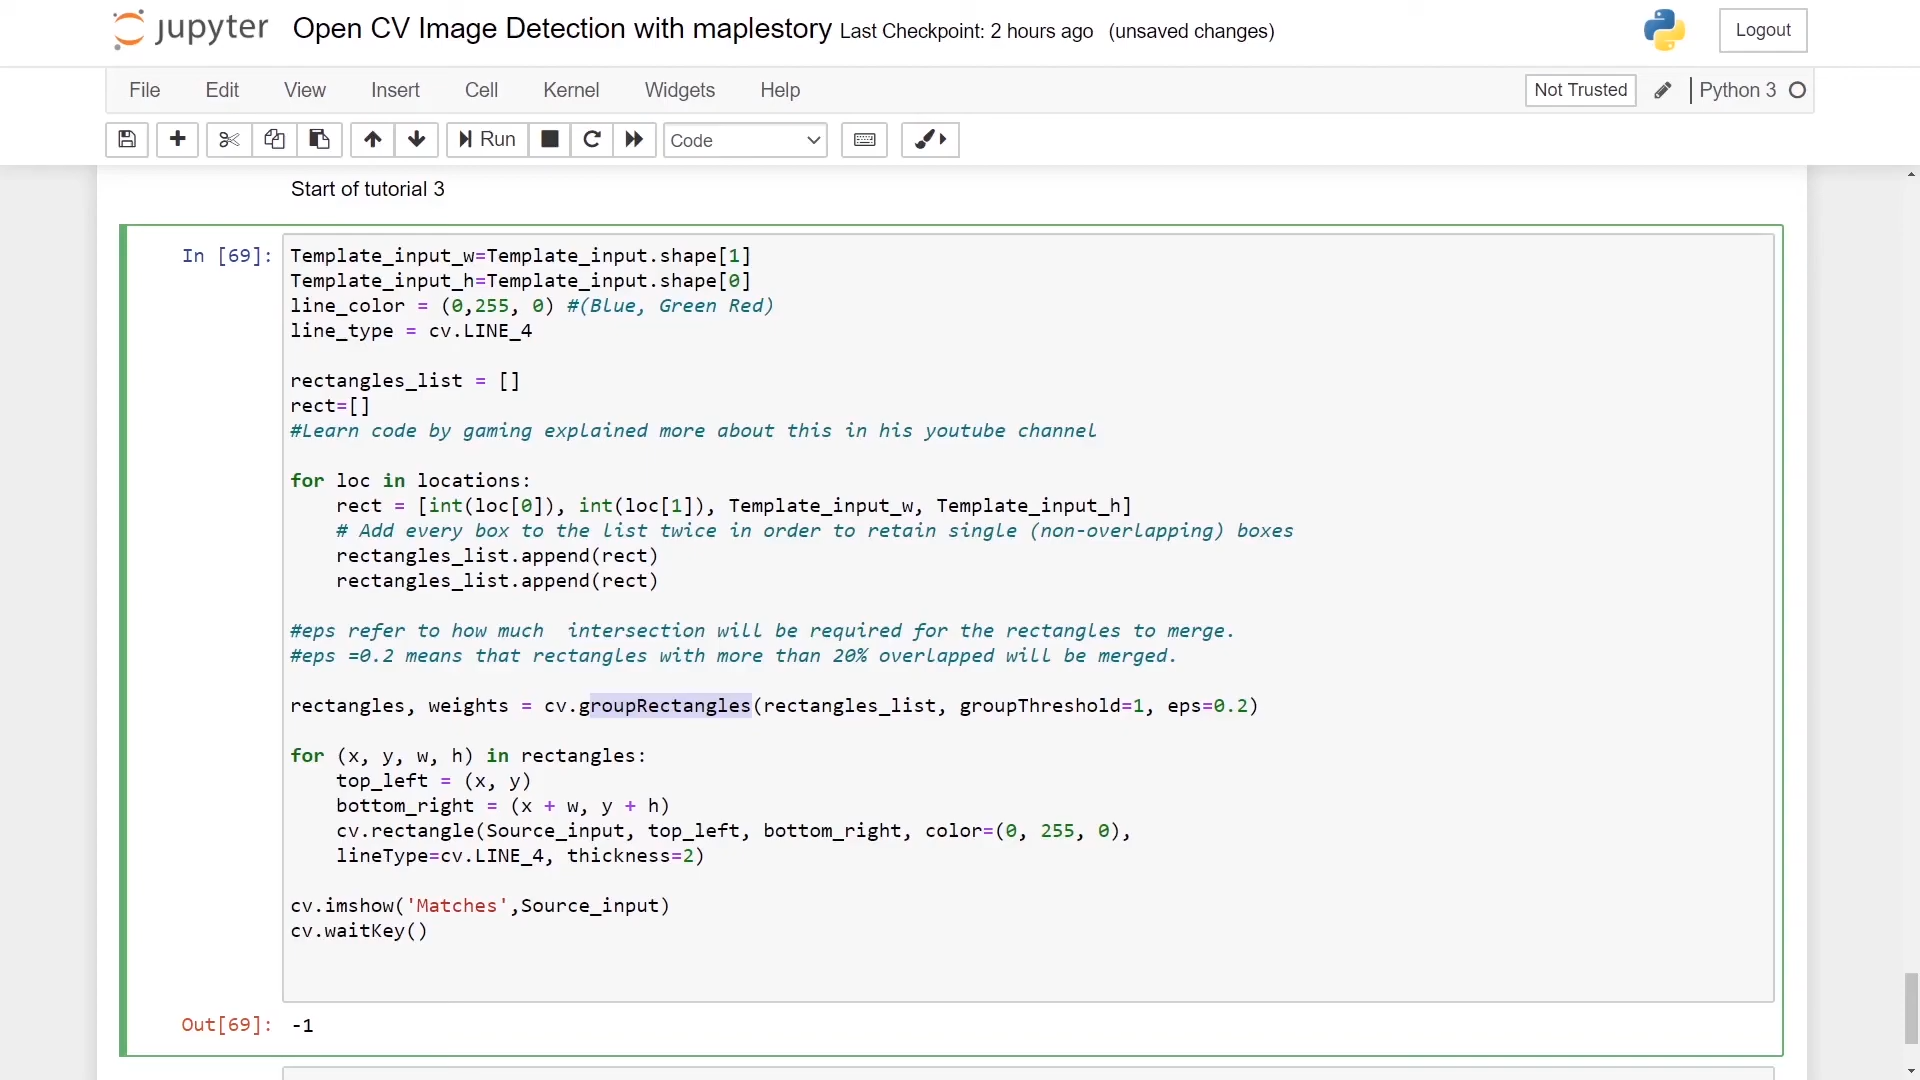 jupyter Open CV Image Detection with maplestory Last Checkpoint: 2 hours ago (unsaved changes) Logout
File Edit View Insert Cell Kernel Widgets Help Not Trusted Python 3
Run Code
Start of tutorial 3
In [69]: Template_input_w=Template_input.shape[1]
Template_input_h=Template_input.shape[0]
line_color = (0,255, 0) #(Blue, Green Red)
line_type = cv.LINE_4
rectangles_list = []
rect=[]
#Learn code by gaming explained more about this in his youtube channel
for loc in locations:
rect = [int(loc[0]), int(loc[1]), Template_input_w, Template_input_h]
# Add every box to the list twice in order to retain single (non-overlapping) boxes
rectangles_list.append(rect)
rectangles_list.append(rect)
#eps refer to how much  intersection will be required for the rectangles to merge.
#eps =0.2 means that rectangles with more than 20% overlapped will be merged.
rectangles, weights = cv.groupRectangles(rectangles_list, groupThreshold=1, eps=0.2)
for (x, y, w, h) in rectangles:
top_left = (x, y)
bottom_right = (x + w, y + h)
cv.rectangle(Source_input, top_left, bottom_right, color=(0, 255, 0),
lineType=cv.LINE_4, thickness=2)
cv.imshow('Matches',Source_input)
cv.waitKey()
Out[69]: -1